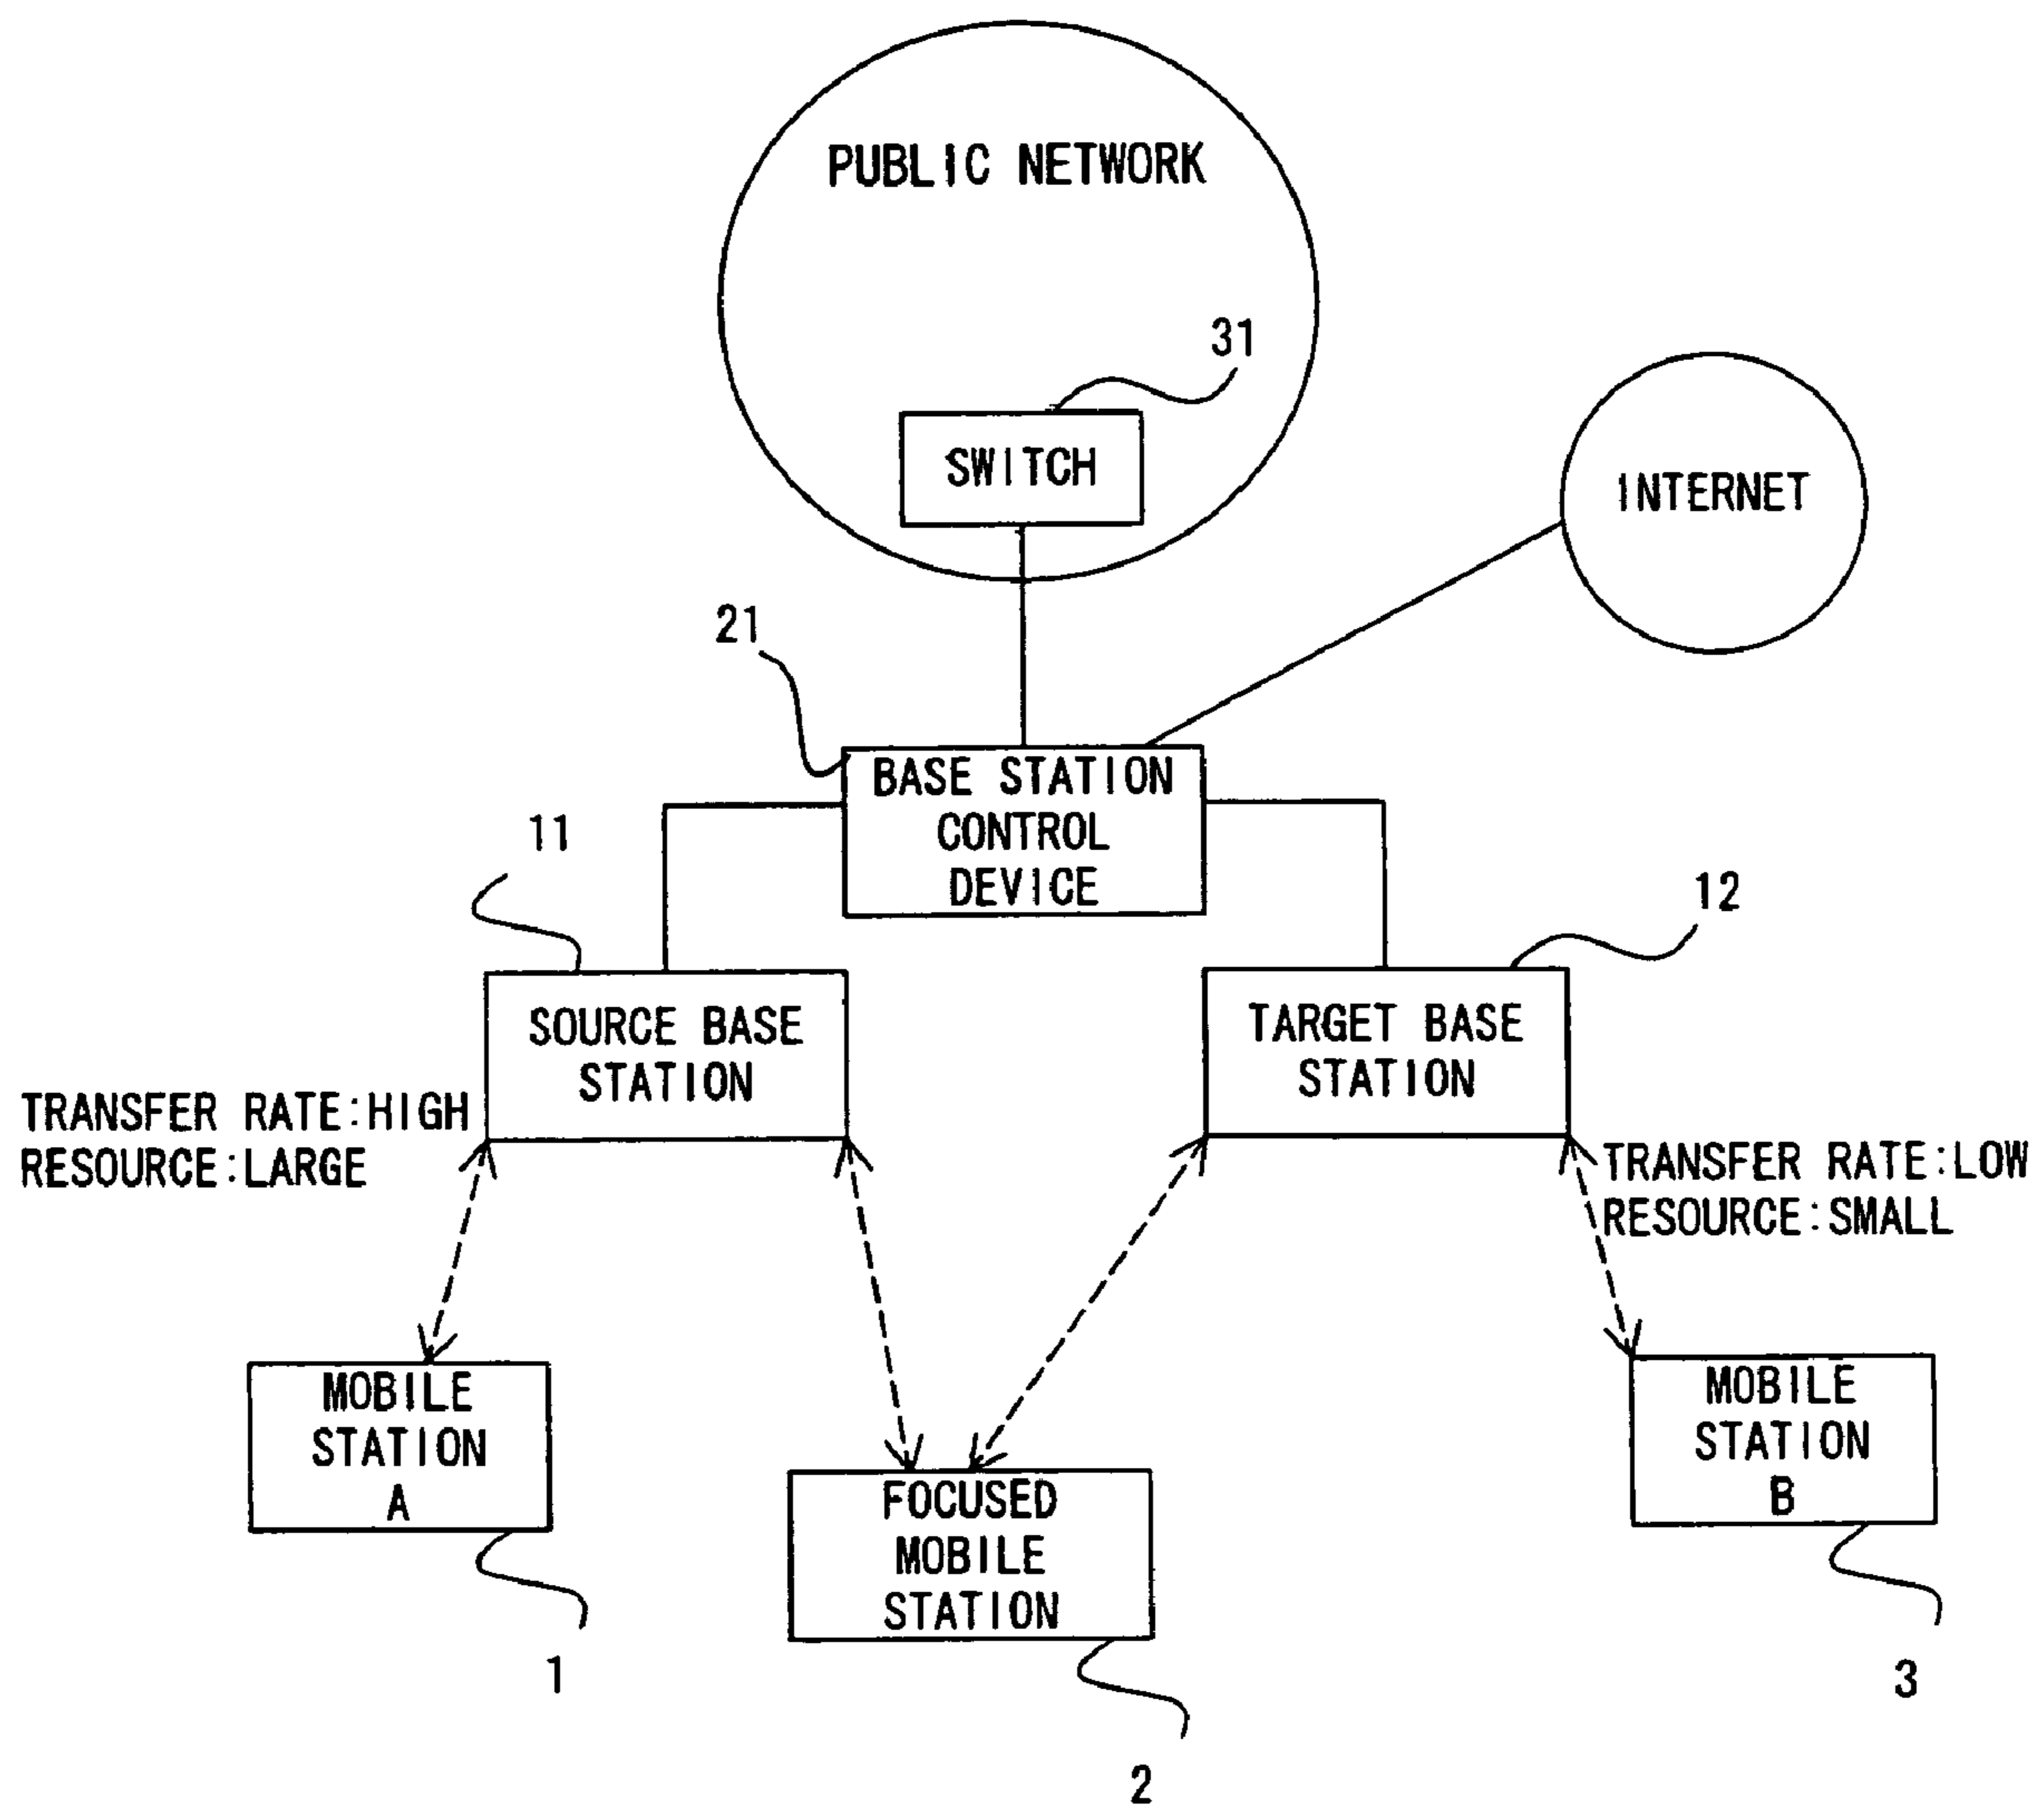 PUBLIC NETWORK
31
SWITCH
INTERNET
21
BASE STATION
CONTROL
DEVICE
11
12
SOURCE BASE
STATION
TARGET BASE
STATION
TRANSFER RATE:HIGH
RESOURCE:LARGE
TRANSFER RATE:LOW
RESOURCE:SMALL
MOBILE
STATION
A
FOCUSED
MOBILE
STATION
MOBILE
STATION
B
1
2
3